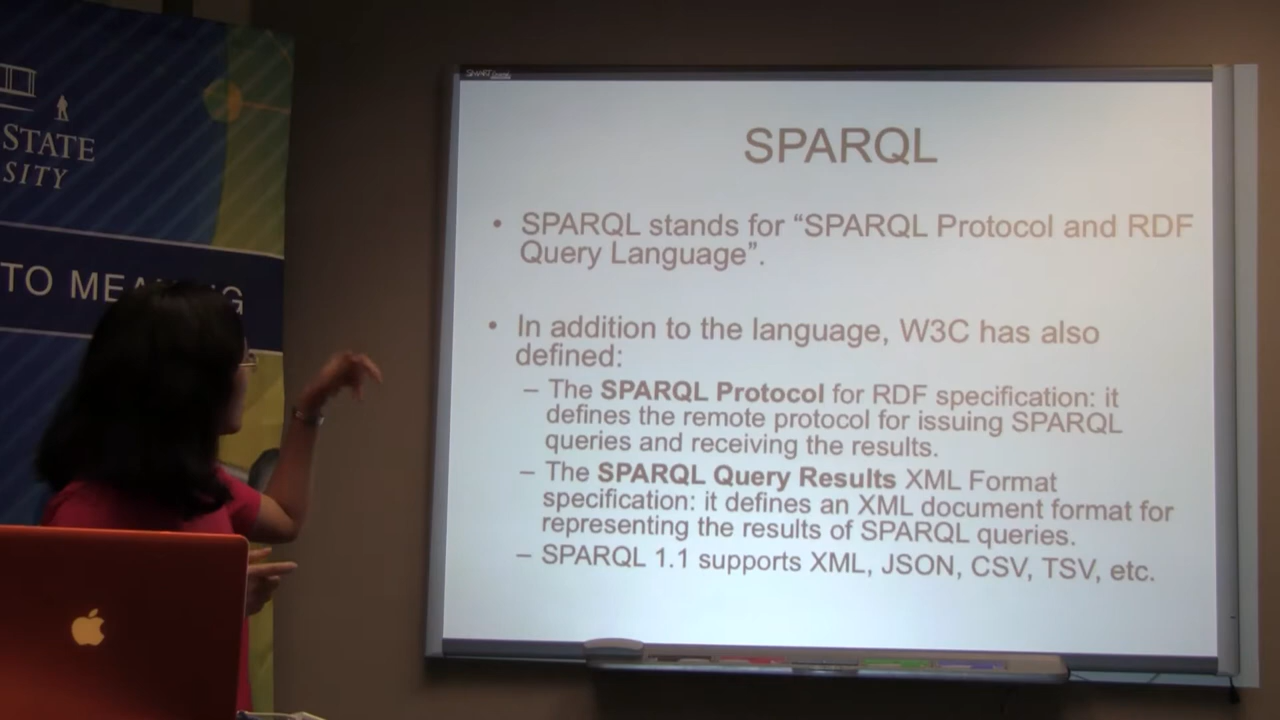 STATE
SITY
TO MEA
G
SMART Board
SPARQL
• SPARQL stands for “SPARQL Protocol and RDF
Query Language”.
• In addition to the language, W3C has also
defined:
– The SPARQL Protocol for RDF specification: it
defines the remote protocol for issuing SPARQL
queries and receiving the results.
– The SPARQL Query Results XML Format
specification: it defines an XML document format for
representing the results of SPARQL queries.
– SPARQL 1.1 supports XML, JSON, CSV, TSV, etc.